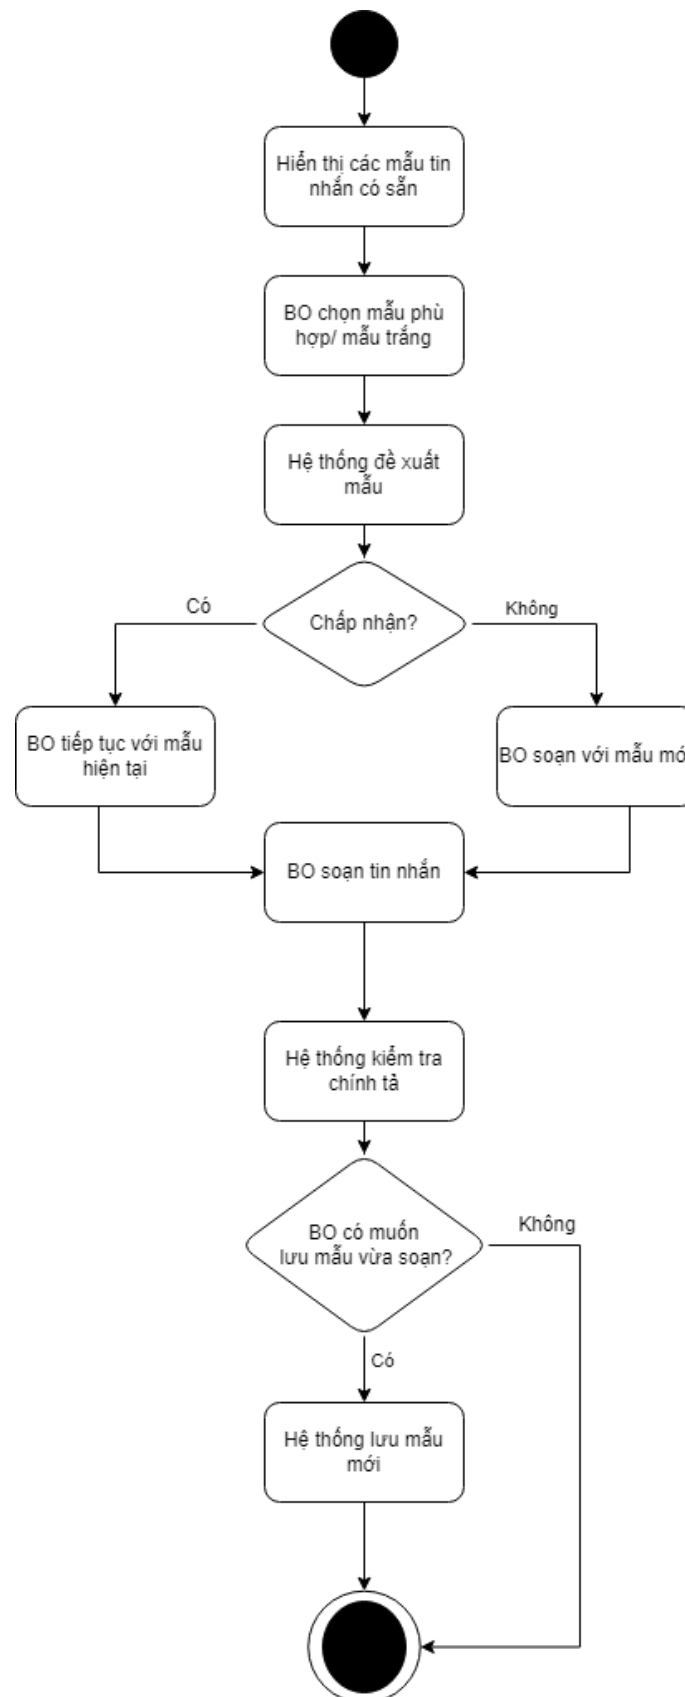 Hiển thị các mẫu tin
nhắn có sẵn
BO chọn mẫu phù
hợp/ mẫu trắng
Hệ thống đề xuất
mẫu
Chấp nhận?
Có
Không
BO tiếp tục với mẫu
hiện tại
BO soạn với mẫu mớ
BO soạn tin nhắn
Hệ thống kiểm tra
chính tả
BO có muốn
lưu mẫu vừa soạn?
Không
Có
Hệ thống lưu mẫu
mới